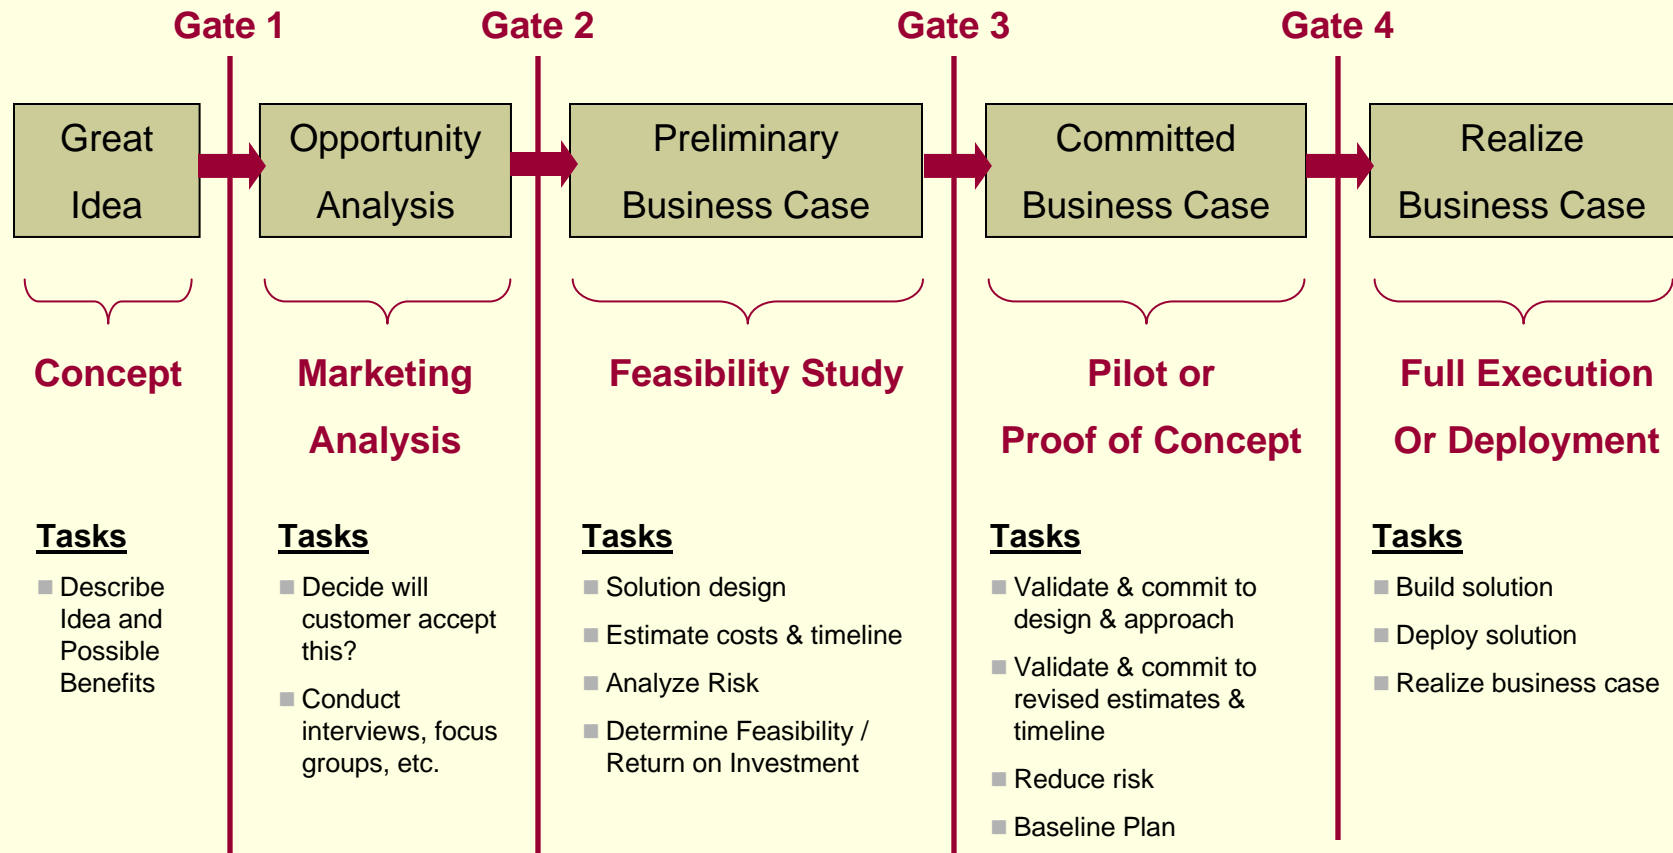 Gate 1
Gate 2
Gate 3
Gate 4
Great
Idea
Opportunity
Analysis
Preliminary
Business Case
Committed
Business Case
Realize
Business Case
Concept
Marketing
Analysis
Feasibility Study
Pilot or
Proof of Concept
Full Execution
Or Deployment
Tasks
Describe
Idea and
Possible
Benefits
Tasks
Decide will
customer accept
this?
Conduct
interviews, focus
groups, etc.
Tasks
Solution design
Estimate costs & timeline
Analyze Risk
Determine Feasibility /
Return on Investment
Tasks
Validate & commit to
design & approach
Validate & commit to
revised estimates &
timeline
Reduce risk
Baseline Plan
Tasks
Build solution
Deploy solution
Realize business case